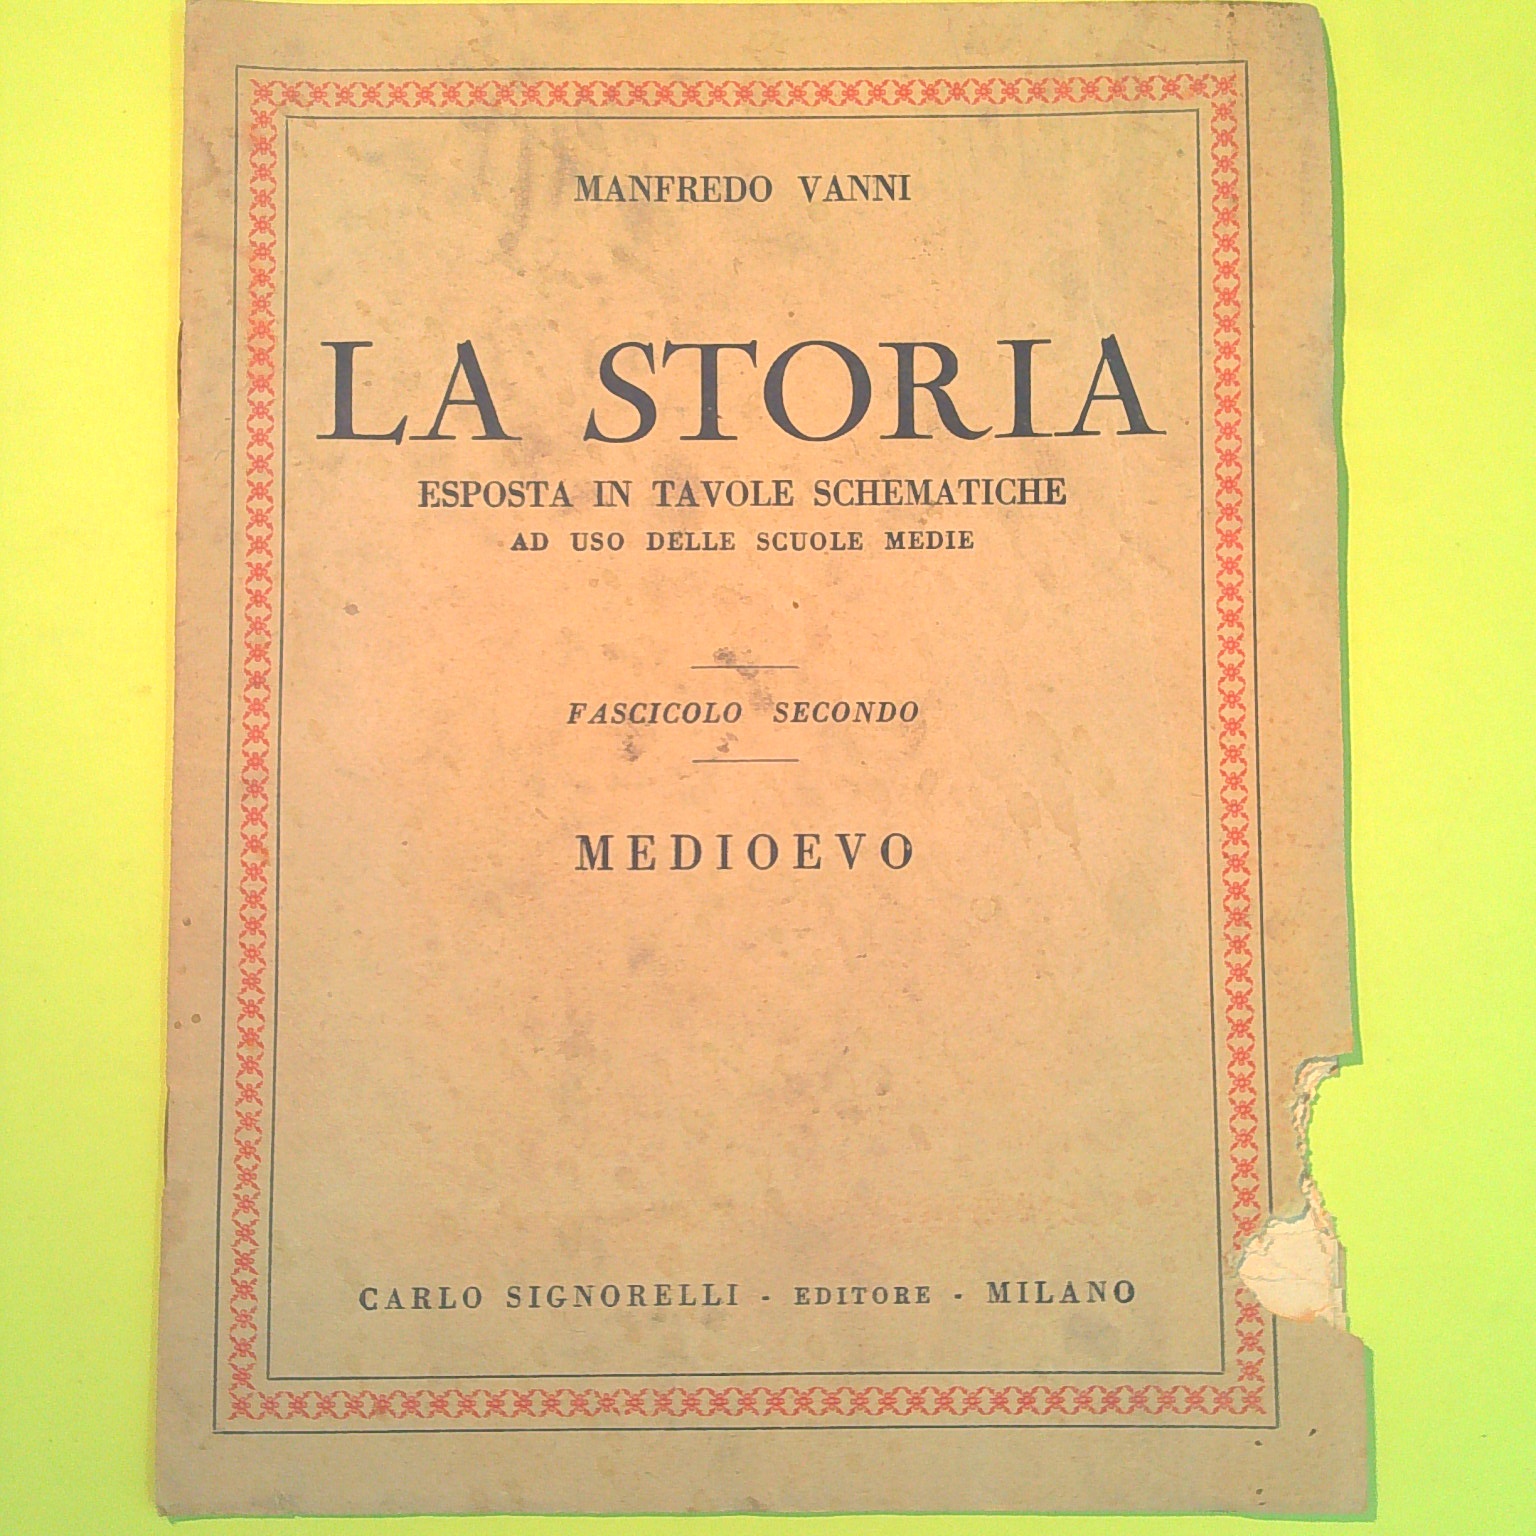 MANFREDO VANNI
LA STORIA
ESPOSTA IN TAVOLE SCHEMATICHE
AD USO DELLE SCUOLE MEDIE
FASCICOLO SECONDO
MEDIOEVO
CARLO SIGNORELLI - EDITORE - MILANO